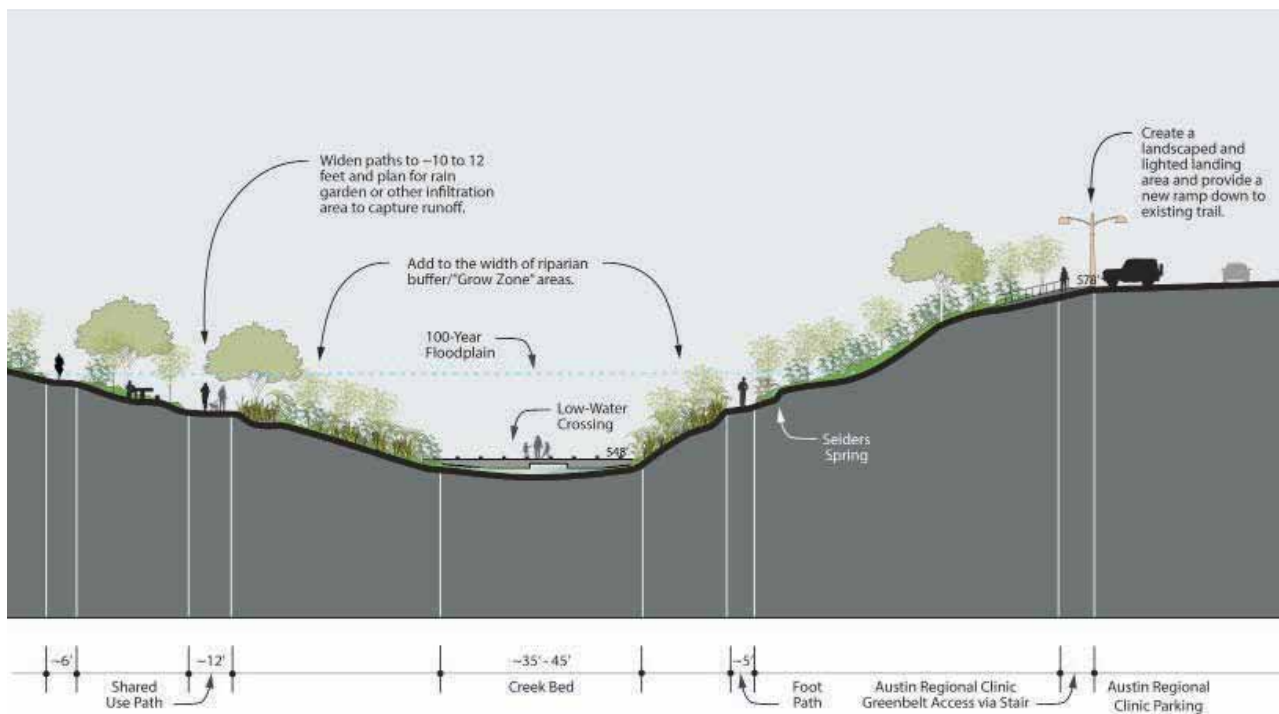 Create a
landscaped and
lighted landing
area and provide a
new ramp down to
existing trail.
Widen paths to ~10 to 12
feet and plan for rain
garden or other infiltration
area to capture runoff.
Add to the width of riparian
buffer/"Grow Zone" areas.
578'
100-Year
Floodplain
Low-Water
Crossing
548'
Seiders
Spring
~6'
~12'
~35' - 45'
~5'
Shared
Use Path
Creek Bed
Foot
Path
Austin Regional Clinic
Greenbelt Access via Stair
Austin Regional
Clinic Parking